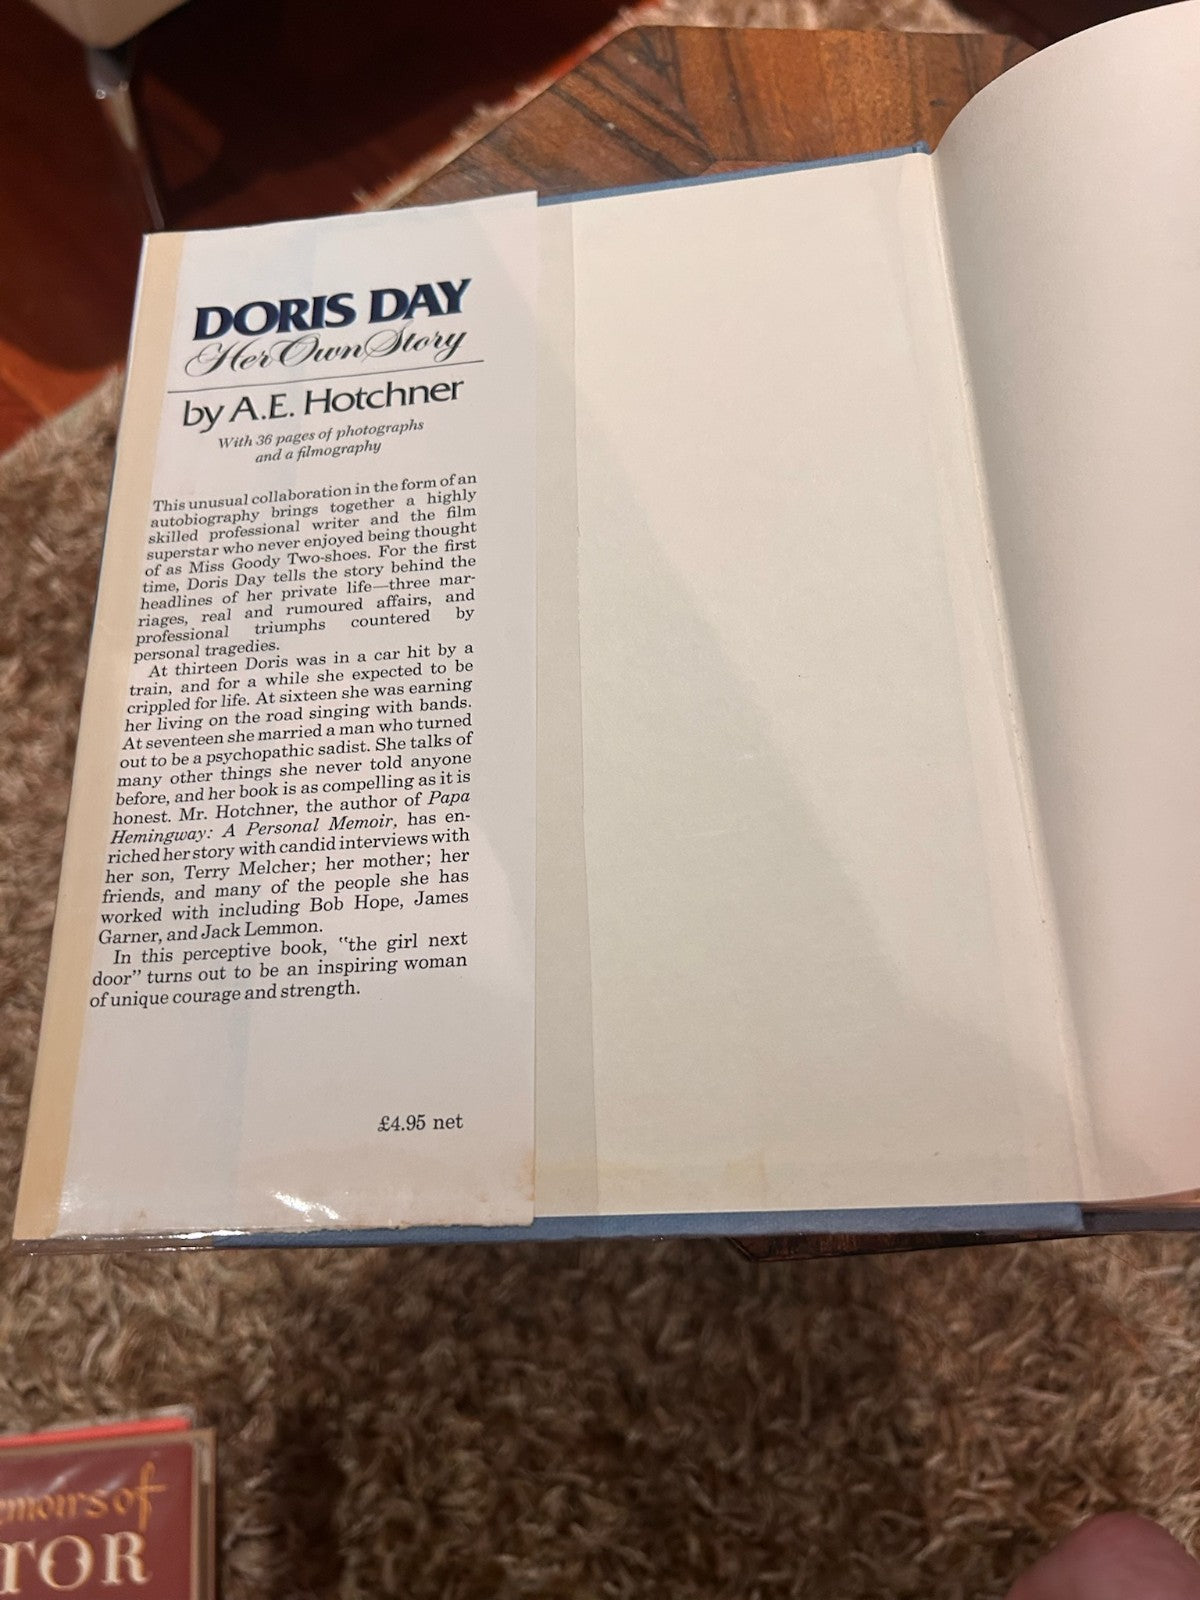 DORIS DAY
Her Own Story
by A.E. Hotchner
With 36 pages of photographs
and a filmography
This unusual collaboration in the form of an
autobiography brings together a highly
skilled professional writer and the film
superstar who never enjoyed being thought
of as Miss Goody Two-shoes. For the first
time, Doris Day tells the story behind the
headlines of her private life—three mar-
riages, real and rumoured affairs, and
professional triumphs countered by
personal tragedies.
At thirteen Doris was in a car hit by a
train, and for a while she expected to be
crippled for life. At sixteen she was earning
her living on the road singing with bands.
At seventeen she married a man who turned
out to be a psychopathic sadist. She talks of
many other things she never told anyone
before, and her book is as compelling as it is
honest. Mr. Hotchner, the author of Papa
Hemingway: A Personal Memoir, has en-
riched her story with candid interviews with
her son, Terry Melcher; her mother; her
friends, and many of the people she has
worked with including Bob Hope, James
Garner, and Jack Lemmon.
In this perceptive book, "the girl next
door" turns out to be an inspiring woman
of unique courage and strength.
£4.95 net
emoirs of
TOR